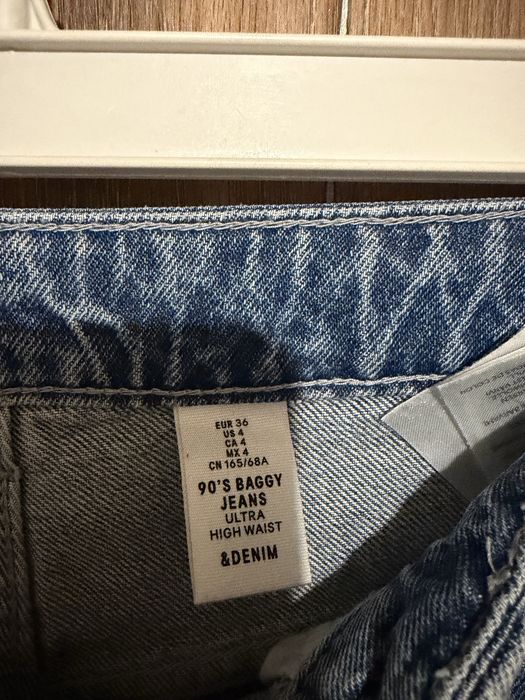 EUR 36
US 4
CA 4
MX 4
CN 165/68A
90'S BAGGY
JEANS
ULTRA
HIGH WAIST
&DENIM